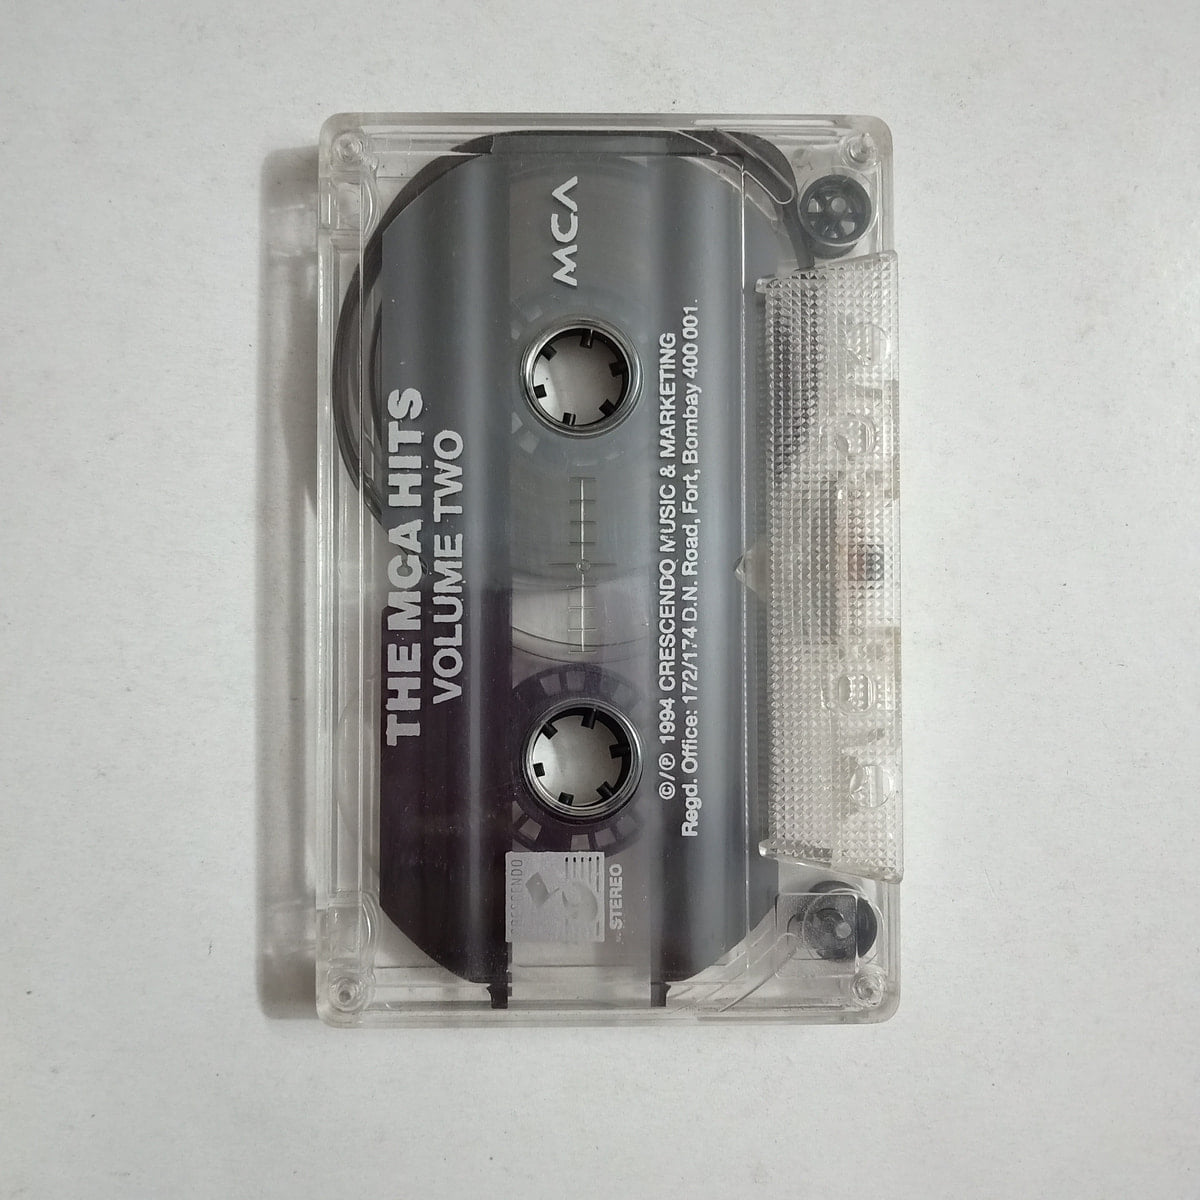 THE MCA HITS
VOLUME TWO
MCA
STEREO
©/℗ 1994 CRESCENDO MUSIC & MARKETING
Regd. Office: 172/174 D.N. Road, Fort, Bombay 400 001.